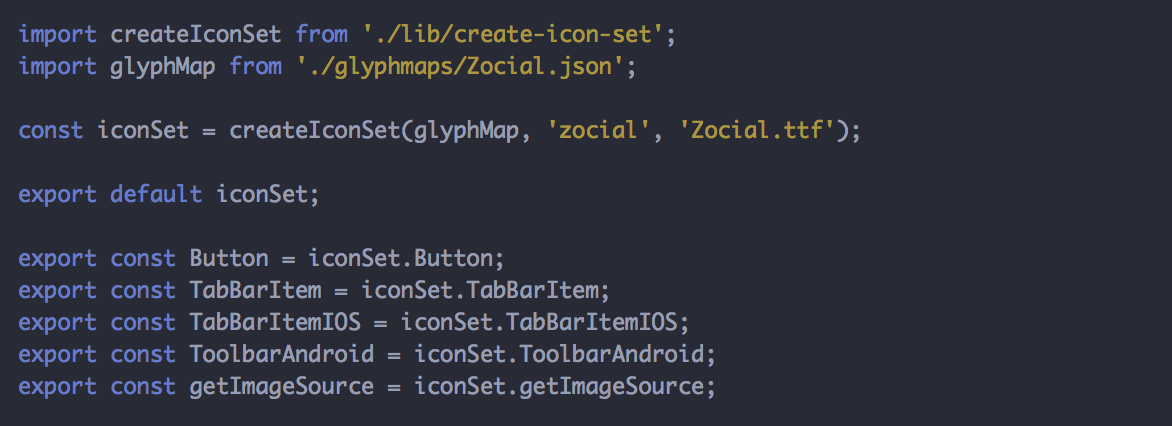 import createIconSet from './lib/create-icon-set';
import glyphMap from './glyphmaps/Zocial.json';
const iconSet = createIconSet(glyphMap, 'zocial', 'Zocial.ttf');
export default iconSet;
export const Button = iconSet.Button;
export const TabBarItem = iconSet.TabBarItem;
export const TabBarItemIOS = iconSet.TabBarItemIOS;
export const ToolbarAndroid = iconSet.ToolbarAndroid;
export const getImageSource = iconSet.getImageSource;